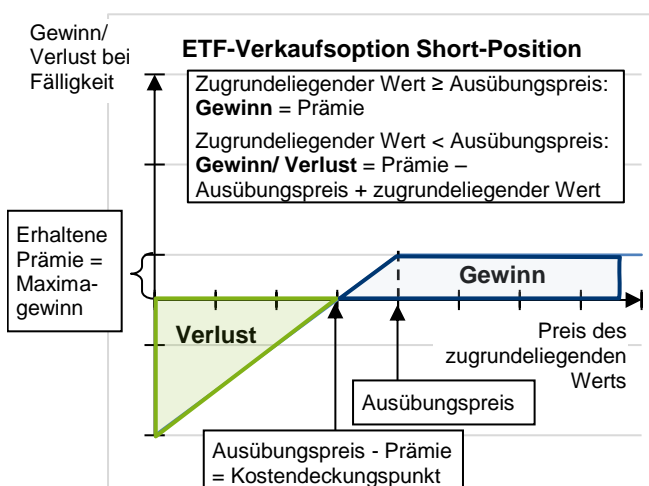 Gewinn/
Verlust bei
Fälligkeit
ETF-Verkaufsoption Short-Position
Zugrundeliegender Wert ≥ Ausübungspreis:
Gewinn = Prämie
Zugrundeliegender Wert < Ausübungspreis:
Gewinn/ Verlust = Prämie –
Ausübungspreis + zugrundeliegender Wert
Erhaltene
Prämie =
Maxima-
gewinn
Gewinn
Verlust
Preis des
zugrundeliegenden
Werts
Ausübungspreis
Ausübungspreis - Prämie
= Kostendeckungspunkt